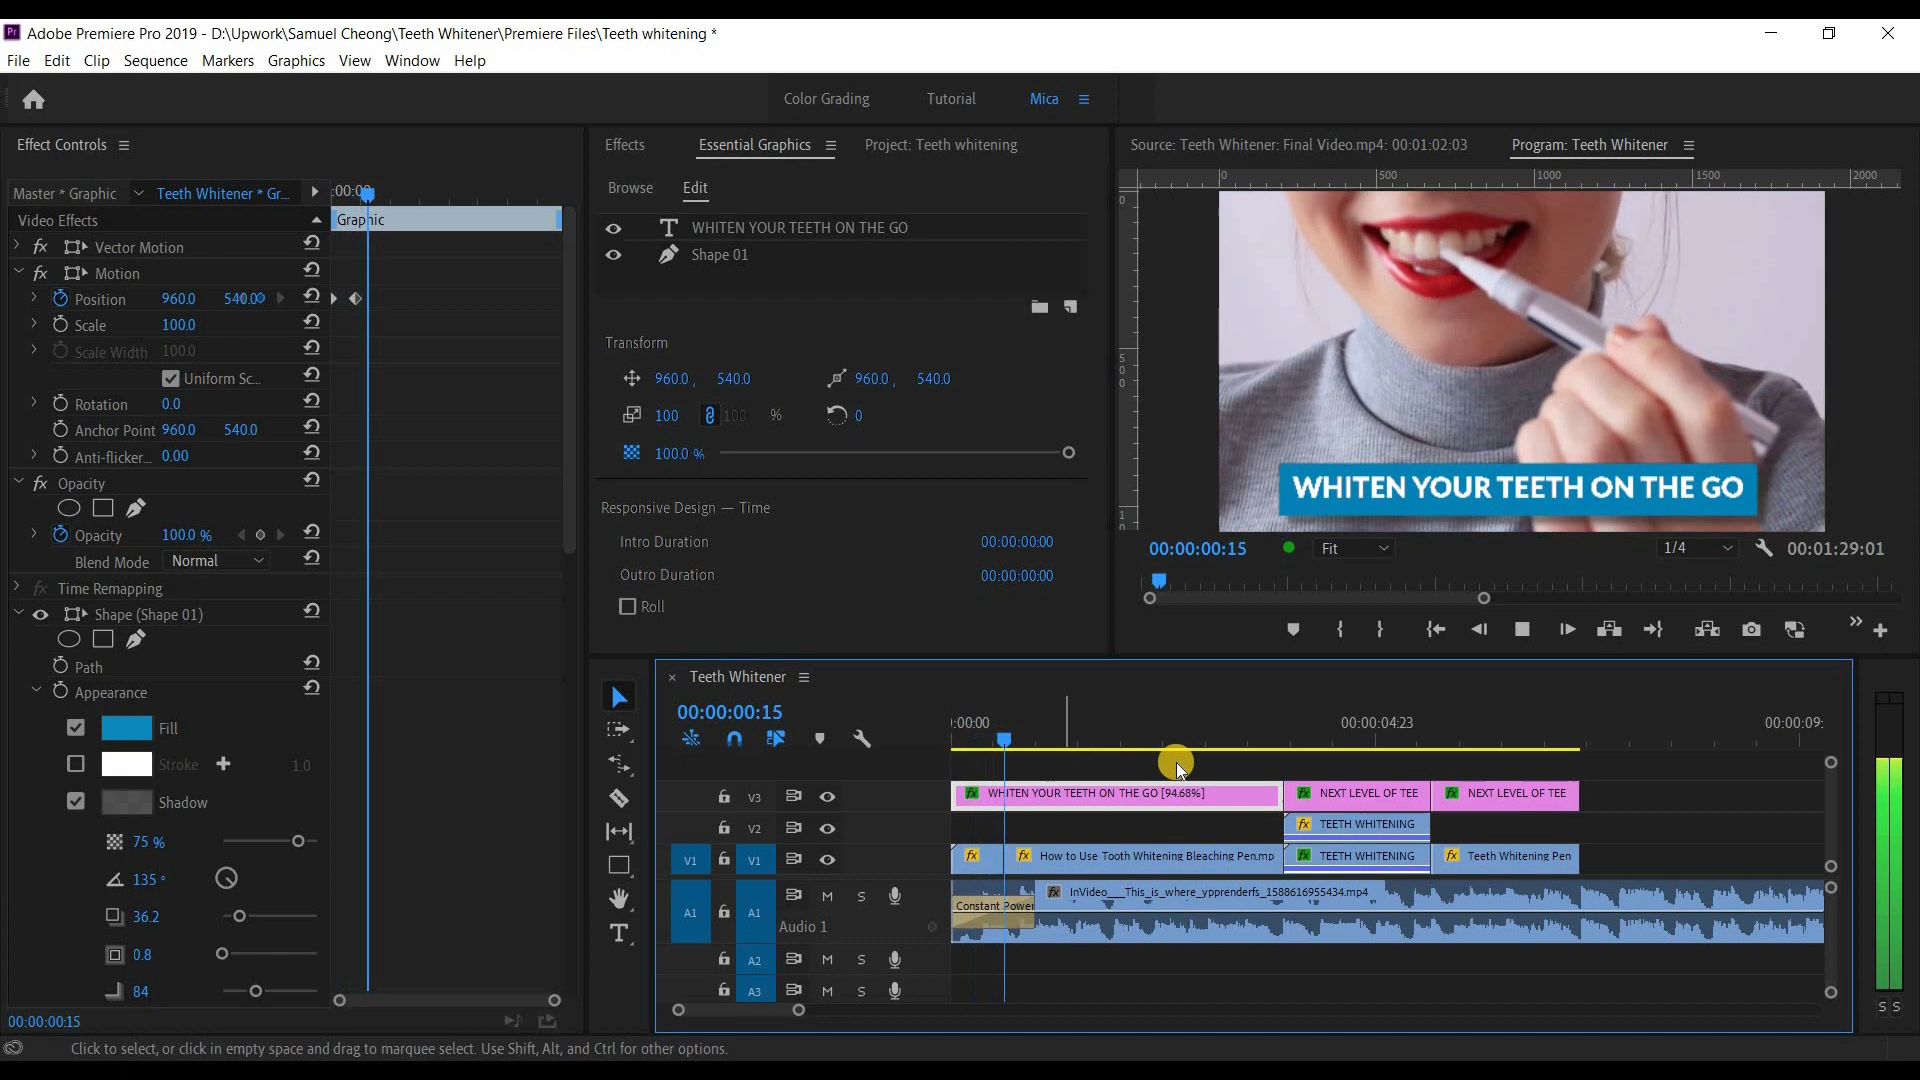 Adobe Premiere Pro 2019 - D:\Upwork\Samuel Cheong\Teeth Whitener\Premiere Files\Teeth whitening *
File Edit Clip Sequence Markers Graphics View Window Help
Color Grading Tutorial Mica
Effect Controls
Master * Graphic Teeth Whitener * Gr...
:00:00
Video Effects
Graphic
Vector Motion
Motion
Position 960.0 540.0
Scale 100.0
Scale Width 100.0
Uniform Sc...
Rotation 0.0
Anchor Point 960.0 540.0
Anti-flicker... 0.00
Opacity
Opacity 100.0 %
Blend Mode Normal
Time Remapping
Shape (Shape 01)
Path
Appearance
Fill
Stroke 1.0
Shadow
75 %
135 °
36.2
0.8
84
00:00:00:15
Effects Essential Graphics Project: Teeth whitening
Browse Edit
WHITEN YOUR TEETH ON THE GO
Shape 01
Transform
960.0 , 540.0 960.0 , 540.0
100 100 % 0
100.0 %
Responsive Design — Time
Intro Duration 00:00:00:00
Outro Duration 00:00:00:00
Roll
Source: Teeth Whitener: Final Video.mp4: 00:01:02:03 Program: Teeth Whitener
0 500 1000 1500 2000
WHITEN YOUR TEETH ON THE GO
00:00:00:15 Fit 1/4 00:01:29:01
Teeth Whitener
00:00:00:15
:00:00 00:00:04:23 00:00:09:
V3 WHITEN YOUR TEETH ON THE GO [94.68%] NEXT LEVEL OF TEE NEXT LEVEL OF TEE
V2 TEETH WHITENING
V1 V1 How to Use Tooth Whitening Bleaching Pen.mp TEETH WHITENING Teeth Whitening Pen
A1 A1 M S InVideo___This_is_where_ypprenderfs_1588616955434.mp4
Constant Power
Audio 1
A2 M S
A3 M S
S S
Click to select, or click in empty space and drag to marquee select. Use Shift, Alt, and Ctrl for other options.